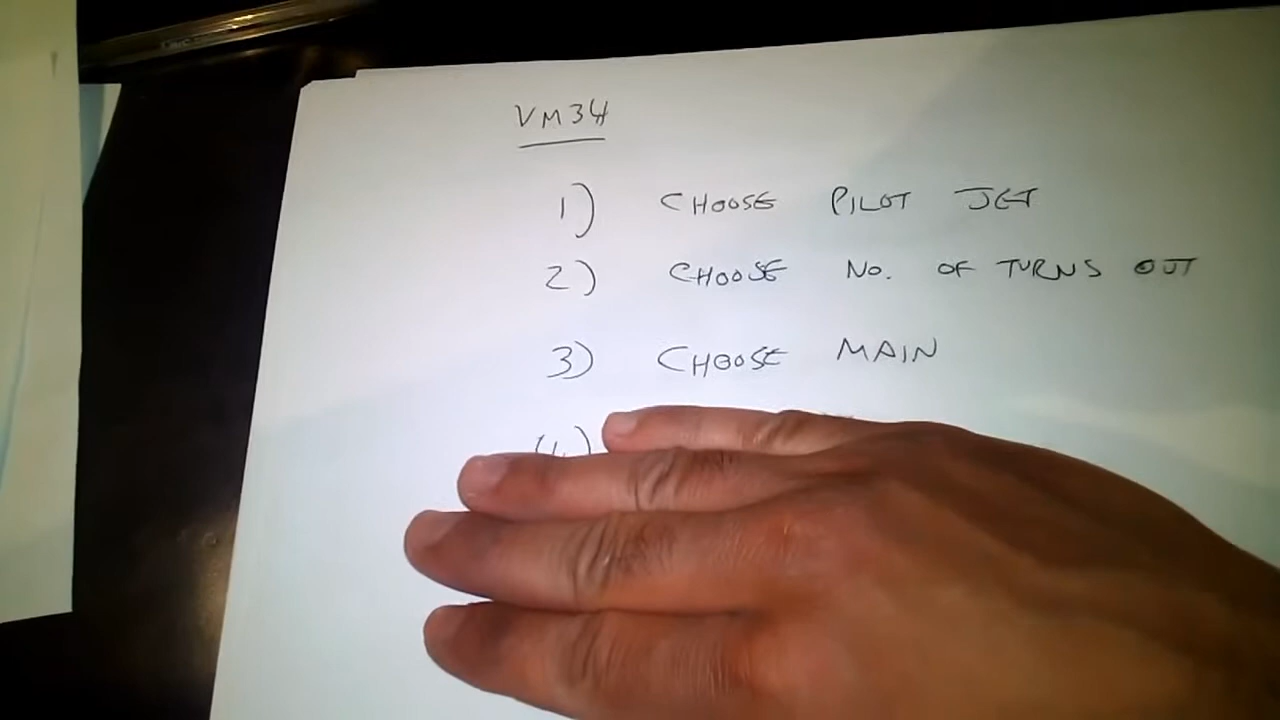 VM34
1) CHOOSE PILOT JET
2) CHOOSE No. OF TURNS OUT
3) CHOOSE MAIN